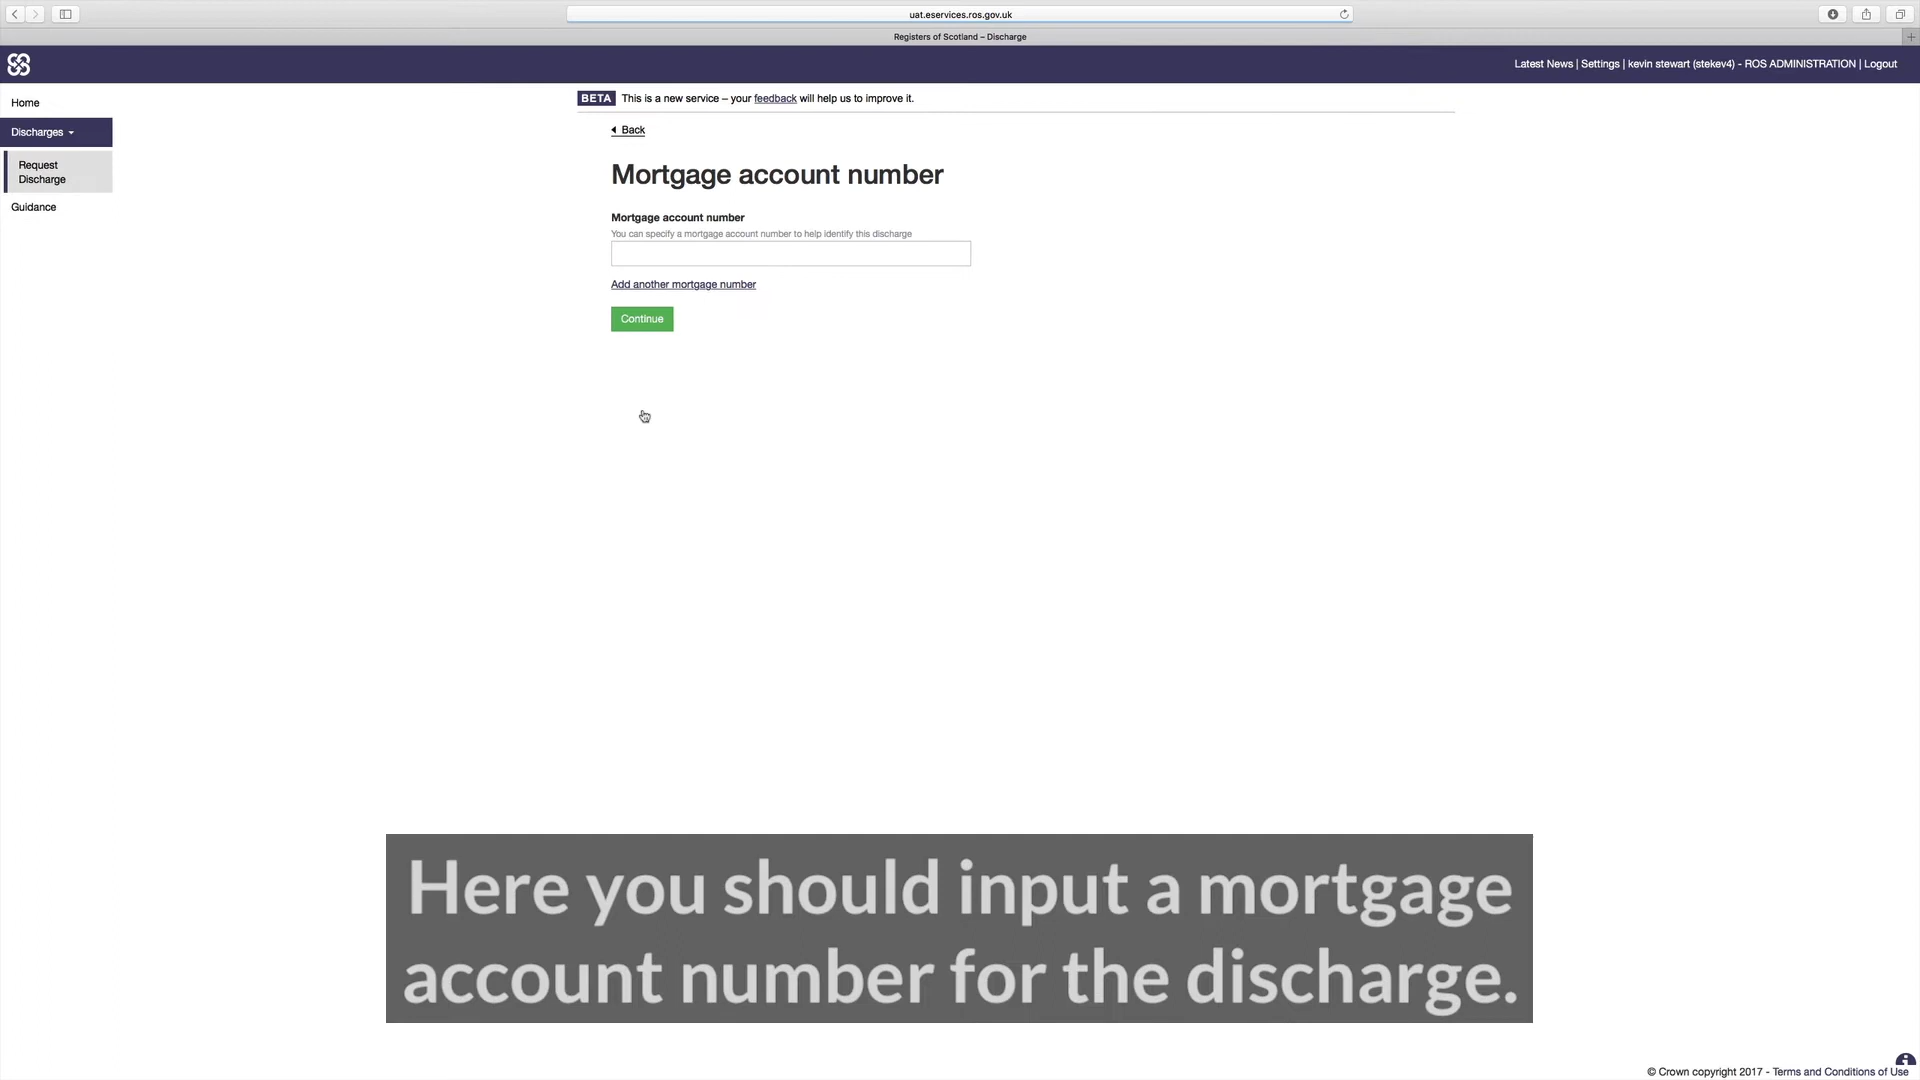 uat.eservices.ros.gov.uk
Registers of Scotland – Discharge
Latest News | Settings | kevin stewart (stekev4) - ROS ADMINISTRATION | Logout
Home
Discharges
Request
Discharge
Guidance
BETA This is a new service – your feedback will help us to improve it.
Back
Mortgage account number
Mortgage account number
You can specify a mortgage account number to help identify this discharge
Add another mortgage number
Continue
Here you should input a mortgage
account number for the discharge.
© Crown copyright 2017 - Terms and Conditions of Use